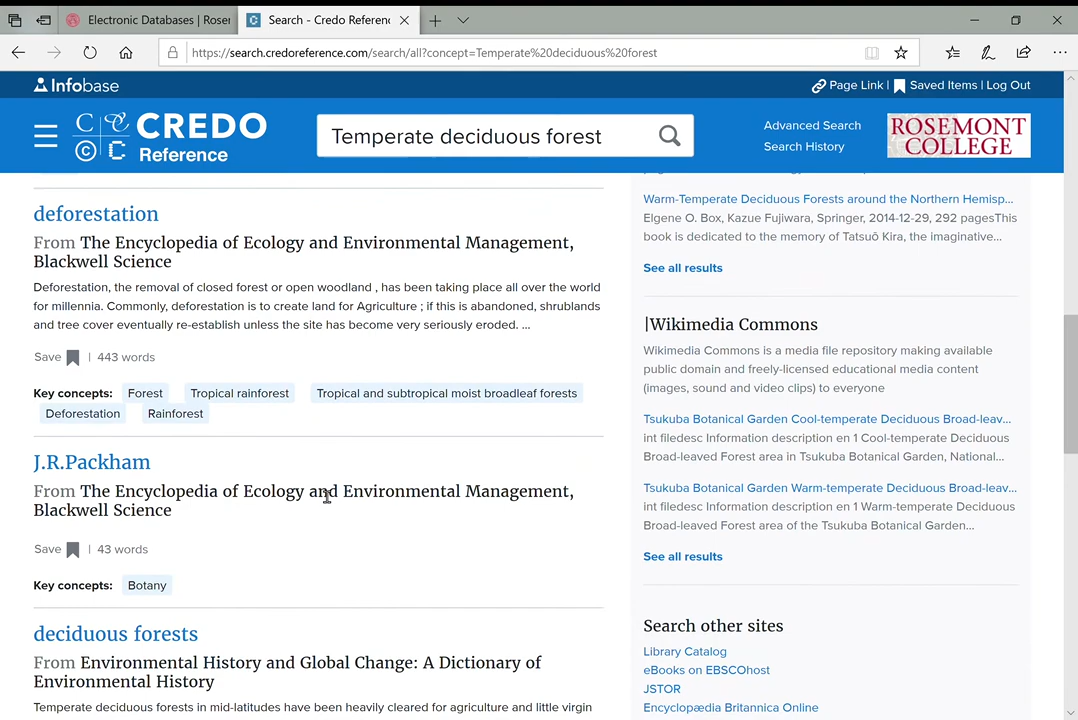 Electronic Databases | Roser
Search - Credo Referenc
https://search.credoreference.com/search/all?concept=Temperate%20deciduous%20forest
Infobase
Page Link | Saved Items | Log Out
CREDO
Reference
Temperate deciduous forest
Advanced Search
Search History
ROSEMONT
COLLEGE
deforestation
From The Encyclopedia of Ecology and Environmental Management,
Blackwell Science
Deforestation, the removal of closed forest or open woodland , has been taking place all over the world
for millennia. Commonly, deforestation is to create land for Agriculture ; if this is abandoned, shrublands
and tree cover eventually re-establish unless the site has become very seriously eroded. ...
Save | 443 words
Key concepts: Forest Tropical rainforest Tropical and subtropical moist broadleaf forests
Deforestation Rainforest
J.R.Packham
From The Encyclopedia of Ecology and Environmental Management,
Blackwell Science
Save | 43 words
Key concepts: Botany
deciduous forests
From Environmental History and Global Change: A Dictionary of
Environmental History
Temperate deciduous forests in mid-latitudes have been heavily cleared for agriculture and little virgin
Warm-Temperate Deciduous Forests around the Northern Hemisp...
Elgene O. Box, Kazue Fujiwara, Springer, 2014-12-29, 292 pagesThis
book is dedicated to the memory of Tatsuō Kira, the imaginative...
See all results
|Wikimedia Commons
Wikimedia Commons is a media file repository making available
public domain and freely-licensed educational media content
(images, sound and video clips) to everyone
Tsukuba Botanical Garden Cool-temperate Deciduous Broad-leav...
int filedesc Information description en 1 Cool-temperate Deciduous
Broad-leaved Forest area in Tsukuba Botanical Garden, National...
Tsukuba Botanical Garden Warm-temperate Deciduous Broad-leav...
int filedesc Information description en 1 Warm-temperate Deciduous
Broad-leaved Forest area of the Tsukuba Botanical Garden...
See all results
Search other sites
Library Catalog
eBooks on EBSCOhost
JSTOR
Encyclopædia Britannica Online